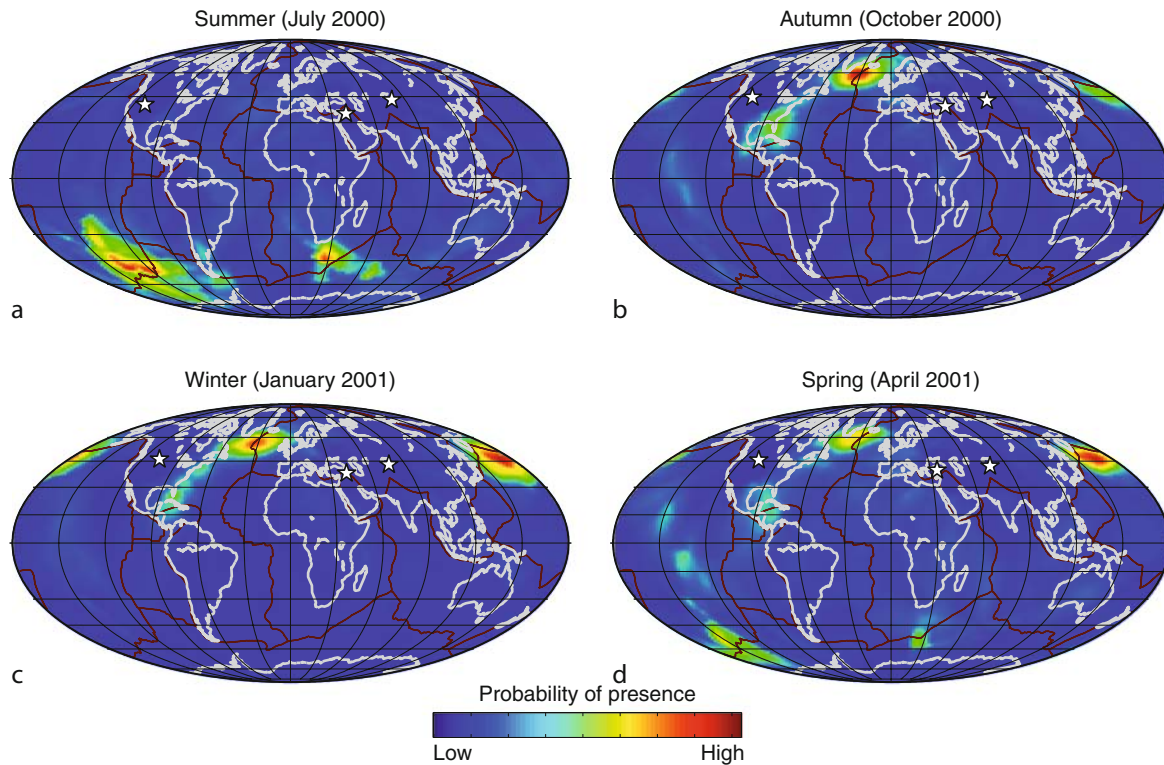 Summer (July 2000)
Autumn (October 2000)
a
b
Winter (January 2001)
Spring (April 2001)
c
d
Probability of presence
Low
High